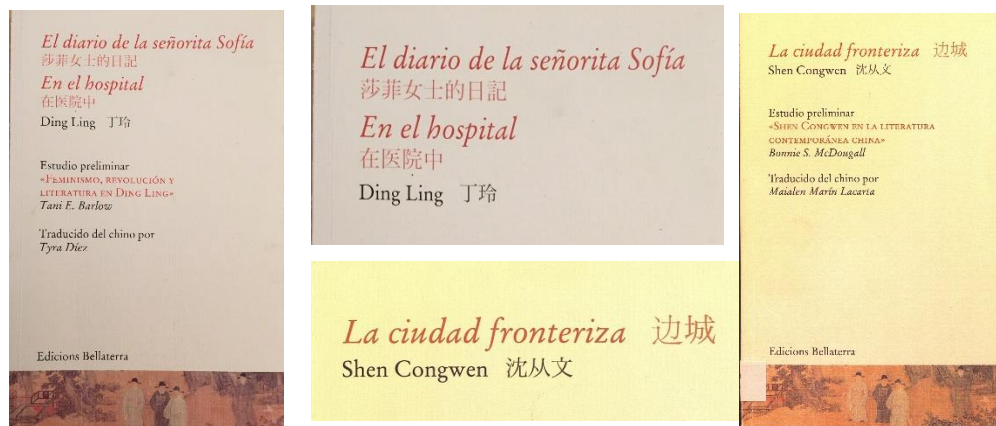 El diario de la señorita Sofía
莎菲女士的日記
En el hospital
在医院中
Ding Ling 丁玲
Estudio preliminar
«Feminismo, revolución y
literatura en Ding Ling»
Tani E. Barlow
Traducido del chino por
Tyra Díez
Edicions Bellaterra
El diario de la señorita Sofía
莎菲女士的日記
En el hospital
在医院中
Ding Ling 丁玲
La ciudad fronteriza 边城
Shen Congwen 沈从文
La ciudad fronteriza 边城
Shen Congwen 沈从文
Estudio preliminar
«Shen Congwen en la literatura
contemporánea china»
Bonnie S. McDougall
Traducido del chino por
Maialen Marín Lacarta
Edicions Bellaterra